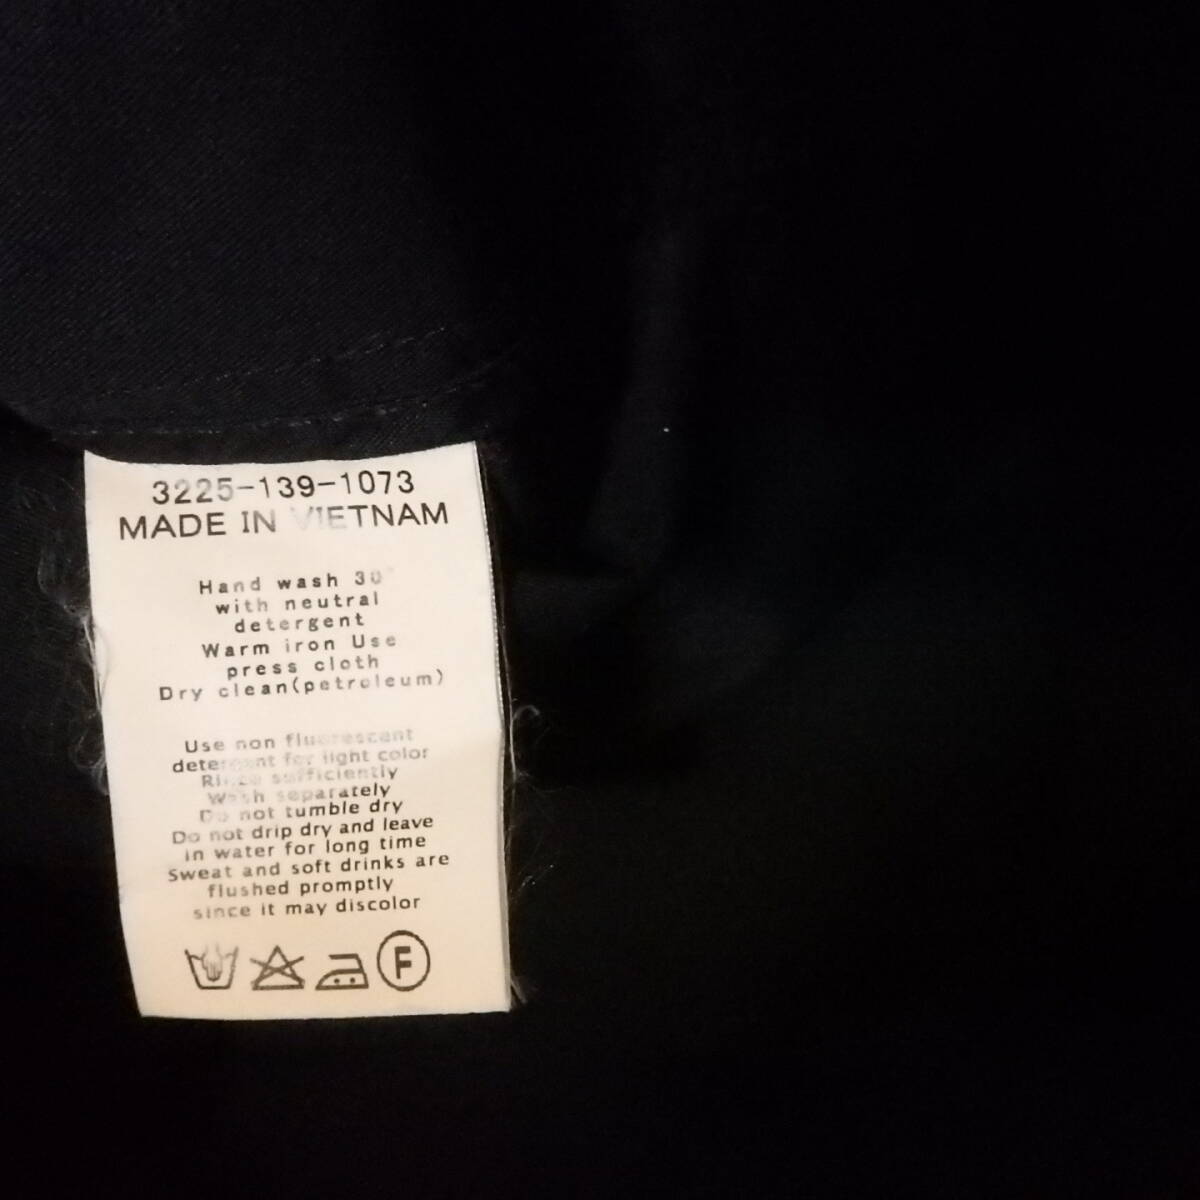 3225-139-1073
MADE IN VIETNAM
Hand wash 30°
with neutral
detergent
Warm iron Use
press cloth
Dry clean(petroleum)
Use non fluorescent
detergent for light color
Rinse sufficiently
Wash separately
Do not tumble dry
Do not drip dry and leave
in water for long time
Sweat and soft drinks are
flushed promptly
since it may discolor
F